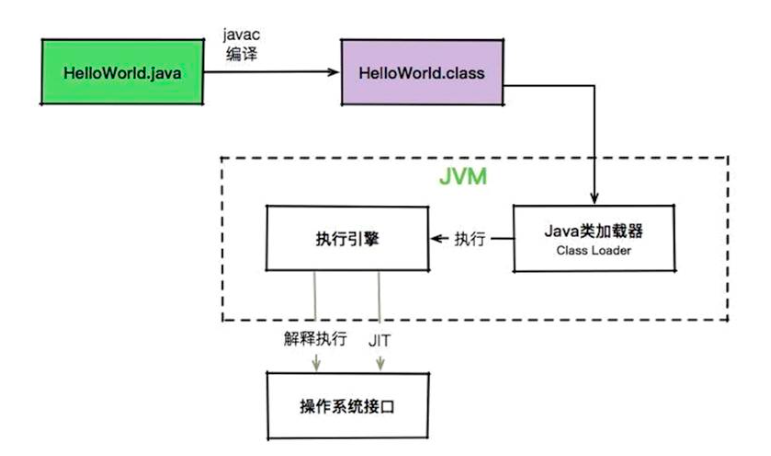 javac
编译
HelloWorld.java
HelloWorld.class
JVM
执行引擎
执行
Java类加载器
Class Loader
解释执行
JIT
操作系统接口